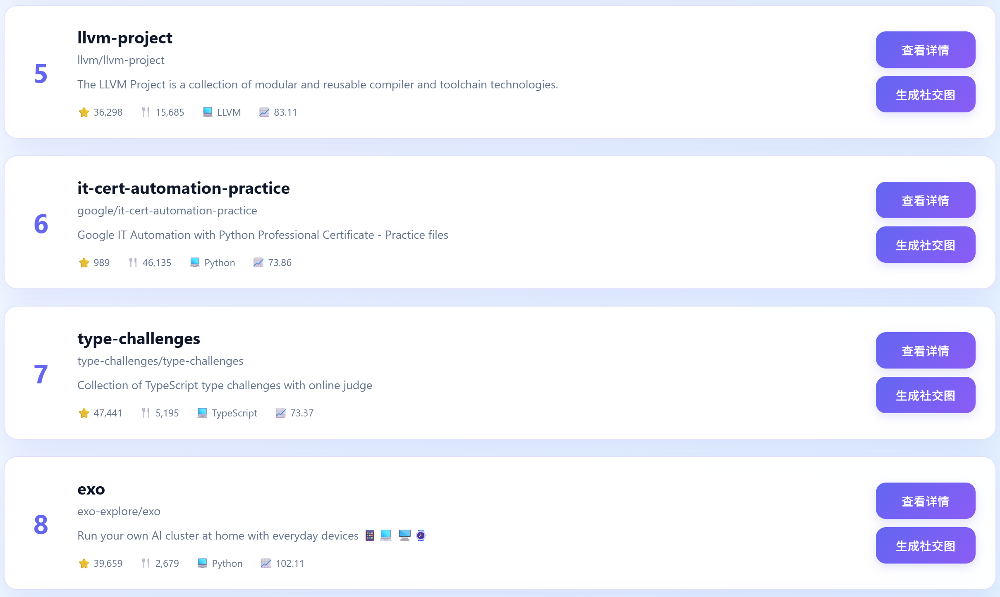 5
llvm-project
llvm/llvm-project
The LLVM Project is a collection of modular and reusable compiler and toolchain technologies.
36,298 15,685 LLVM 83.11
查看详情
生成社交图
6
it-cert-automation-practice
google/it-cert-automation-practice
Google IT Automation with Python Professional Certificate - Practice files
989 46,135 Python 73.86
查看详情
生成社交图
7
type-challenges
type-challenges/type-challenges
Collection of TypeScript type challenges with online judge
47,441 5,195 TypeScript 73.37
查看详情
生成社交图
8
exo
exo-explore/exo
Run your own AI cluster at home with everyday devices
39,659 2,679 Python 102.11
查看详情
生成社交图